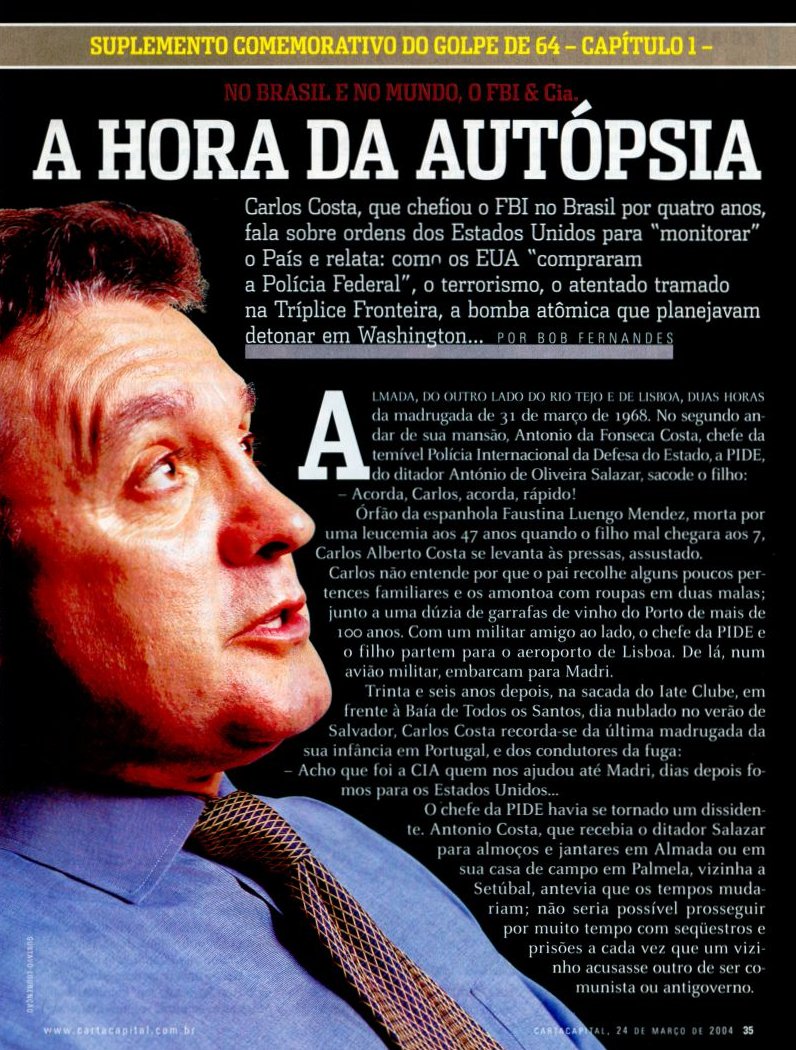 SUPLEMENTO COMEMORATIVO DO GOLPE DE 64 – CAPÍTULO 1 –
NO BRASIL E NO MUNDO, O FBI & Cia.
A HORA DA AUTÓPSIA
Carlos Costa, que chefiou o FBI no Brasil por quatro anos,
fala sobre ordens dos Estados Unidos para “monitorar”
o País e relata: como os EUA “compraram
a Polícia Federal”, o terrorismo, o atentado tramado
na Tríplice Fronteira, a bomba atômica que planejavam
detonar em Washington... POR BOB FERNANDES
ALMADA, DO OUTRO LADO DO RIO TEJO E DE LISBOA, DUAS HORAS
da madrugada de 31 de março de 1968. No segundo an-
dar de sua mansão, Antonio da Fonseca Costa, chefe da
temível Polícia Internacional da Defesa do Estado, a PIDE,
do ditador António de Oliveira Salazar, sacode o filho:
– Acorda, Carlos, acorda, rápido!
Órfão da espanhola Faustina Luengo Mendez, morta por
uma leucemia aos 47 anos quando o filho mal chegara aos 7,
Carlos Alberto Costa se levanta às pressas, assustado.
Carlos não entende por que o pai recolhe alguns poucos per-
tences familiares e os amontoa com roupas em duas malas;
junto a uma dúzia de garrafas de vinho do Porto de mais de
100 anos. Com um militar amigo ao lado, o chefe da PIDE e
o filho partem para o aeroporto de Lisboa. De lá, num
avião militar, embarcam para Madri.
Trinta e seis anos depois, na sacada do Iate Clube, em
frente à Baía de Todos os Santos, dia nublado no verão de
Salvador, Carlos Costa recorda-se da última madrugada da
sua infância em Portugal, e dos condutores da fuga:
– Acho que foi a CIA quem nos ajudou até Madri, dias depois fo-
mos para os Estados Unidos...
O chefe da PIDE havia se tornado um dissiden-
te. Antonio Costa, que recebia o ditador Salazar
para almoços e jantares em Almada ou em
sua casa de campo em Palmela, vizinha a
Setúbal, antevia que os tempos muda-
riam; não seria possível prosseguir
por muito tempo com seqüestros e
prisões a cada vez que um vizi-
nho acusasse outro de ser co-
munista ou antigoverno.
GUSTAVO LOURENÇÃO
www.cartacapital.com.br
CARTACAPITAL, 24 DE MARÇO DE 2004 35